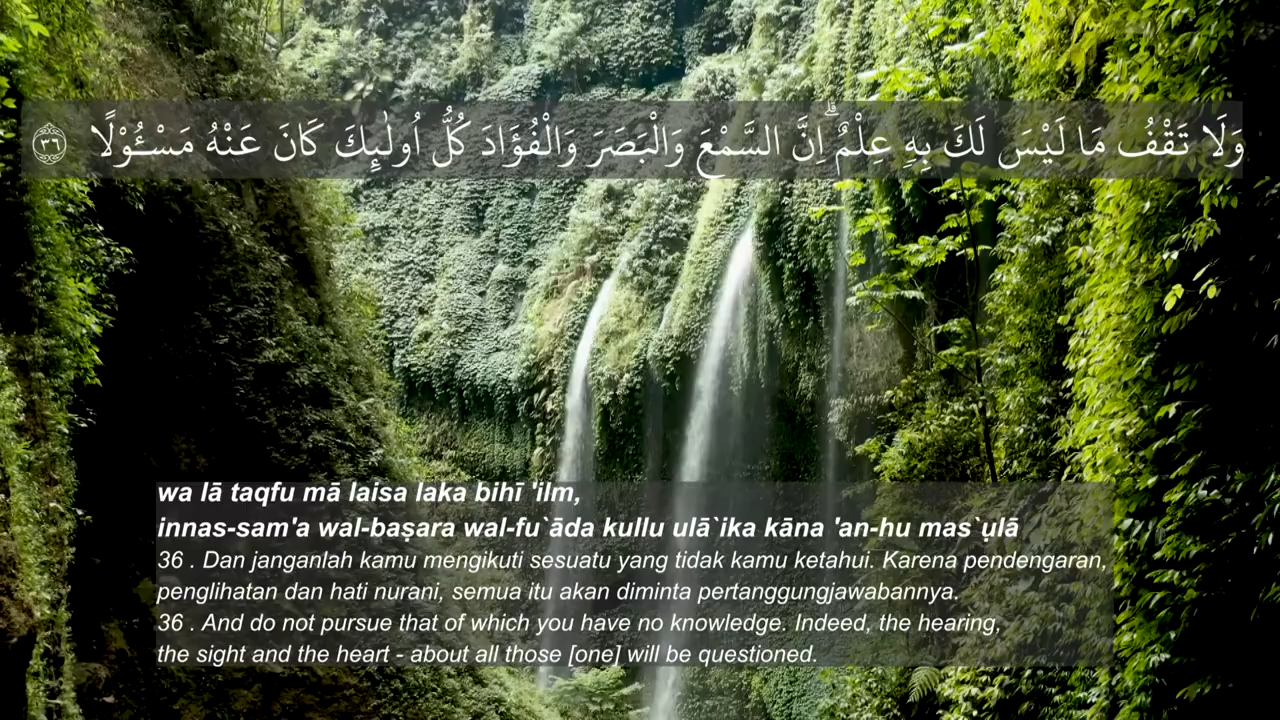 وَلَا تَقْفُ مَا لَيْسَ لَكَ بِهٖ عِلْمٌ ۗاِنَّ السَّمْعَ وَالْبَصَرَ وَالْفُؤَادَ كُلُّ اُولٰۤىِٕكَ كَانَ عَنْهُ مَسْـُٔوْلًا ٣٦
wa lā taqfu mā laisa laka bihī 'ilm,
innas-sam'a wal-baṣara wal-fu`āda kullu ulā`ika kāna 'an-hu mas`ụlā
36 . Dan janganlah kamu mengikuti sesuatu yang tidak kamu ketahui. Karena pendengaran,
penglihatan dan hati nurani, semua itu akan diminta pertanggungjawabannya.
36 . And do not pursue that of which you have no knowledge. Indeed, the hearing,
the sight and the heart - about all those [one] will be questioned.